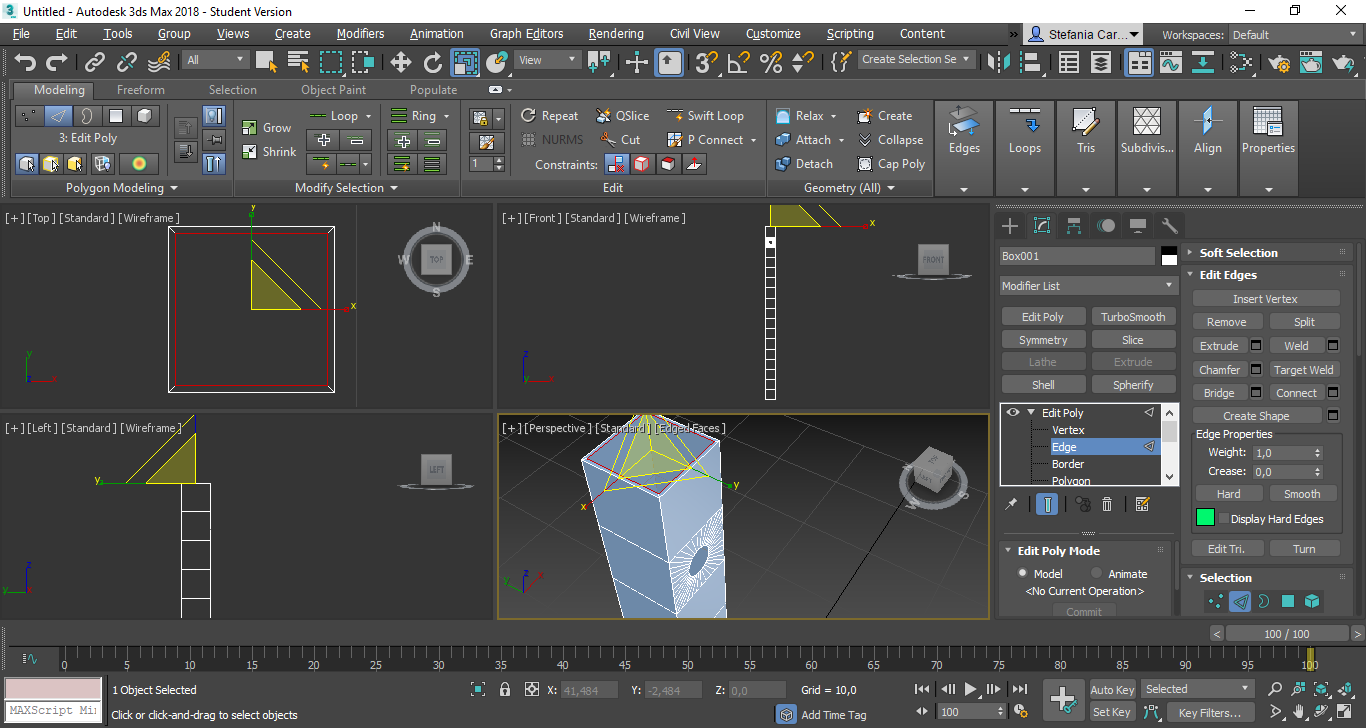 Untitled - Autodesk 3ds Max 2018 - Student Version
File Edit Tools Group Views Create Modifiers Animation Graph Editors Rendering Civil View Customize Scripting Content » Stefania Car... Workspaces: Default
All View Create Selection Se
Modeling Freeform Selection Object Paint Populate
Loop Ring Repeat QSlice Swift Loop Relax Create
3: Edit Poly Grow NURMS Cut P Connect Attach Collapse Edges Loops Tris Subdivis... Align Properties
Shrink 1 Constraints: Detach Cap Poly
Polygon Modeling Modify Selection Edit Geometry (All)
[+] [Top] [Standard] [Wireframe]
y
N
W TOP E
S
x
y
z x
[+] [Front] [Standard] [Wireframe]
x
FRONT
z
y x
[+] [Left] [Standard] [Wireframe]
y
LEFT
z
y
[+] [Perspective] [Standard] [Edged Faces]
y
x
z
Box001
Modifier List
Edit Poly TurboSmooth
Symmetry Slice
Lathe Extrude
Shell Spherify
Edit Poly
Vertex
Edge
Border
Polygon
Edit Poly Mode
Model Animate
<No Current Operation>
Commit
Soft Selection
Edit Edges
Insert Vertex
Remove Split
Extrude Weld
Chamfer Target Weld
Bridge Connect
Create Shape
Edge Properties
Weight: 1,0
Crease: 0,0
Hard Smooth
Display Hard Edges
Edit Tri. Turn
Selection
< 100 / 100 >
0 5 10 15 20 25 30 35 40 45 50 55 60 65 70 75 80 85 90 95 100
1 Object Selected X: 41,484 Y: -2,484 Z: 0,0 Grid = 10,0 Auto Key Selected
MAXScript Mi Click or click-and-drag to select objects Add Time Tag 100 Set Key Key Filters...